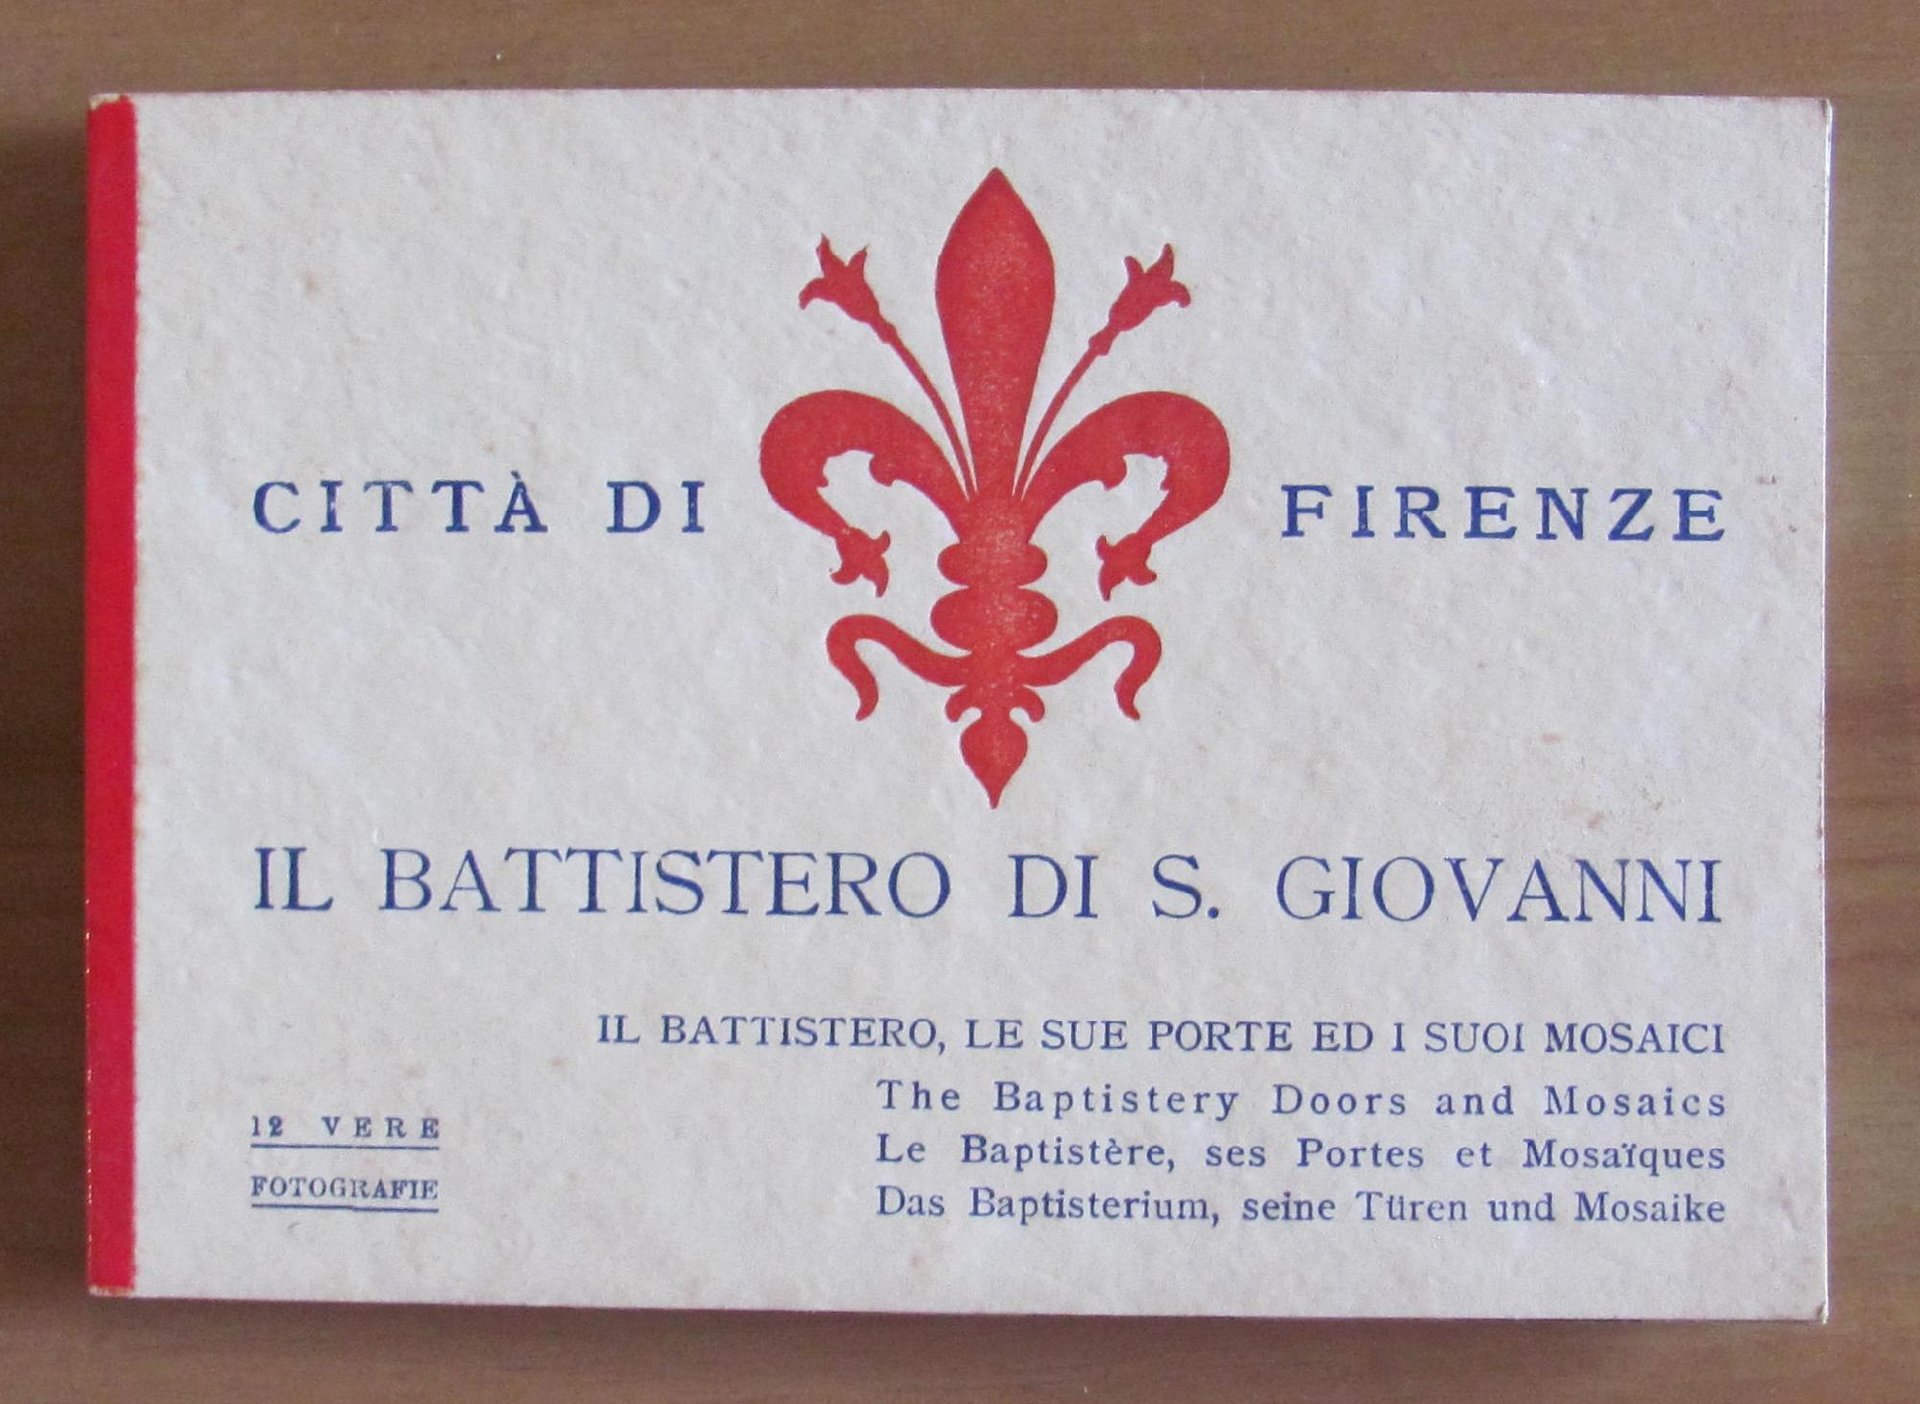 CITTÀ DI FIRENZE
IL BATTISTERO DI S. GIOVANNI
IL BATTISTERO, LE SUE PORTE ED I SUOI MOSAICI
The Baptistery Doors and Mosaics
Le Baptistère, ses Portes et Mosaïques
Das Baptisterium, seine Türen und Mosaike
12 VERE
FOTOGRAFIE